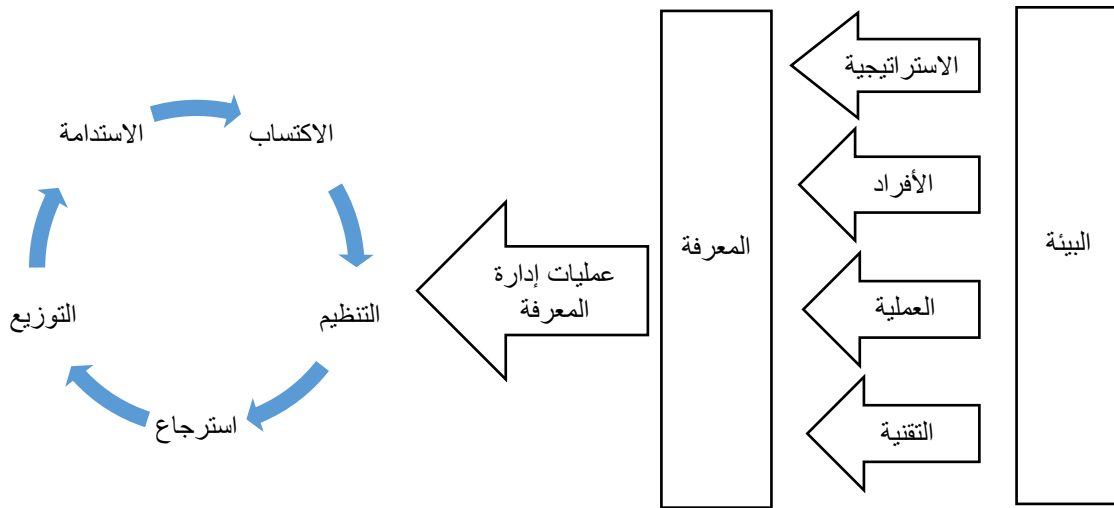 البيئة
الاستراتيجية
الأفراد
العملية
التقنية
المعرفة
عمليات إدارة
المعرفة
الاكتساب
التنظيم
استرجاع
التوزيع
الاستدامة